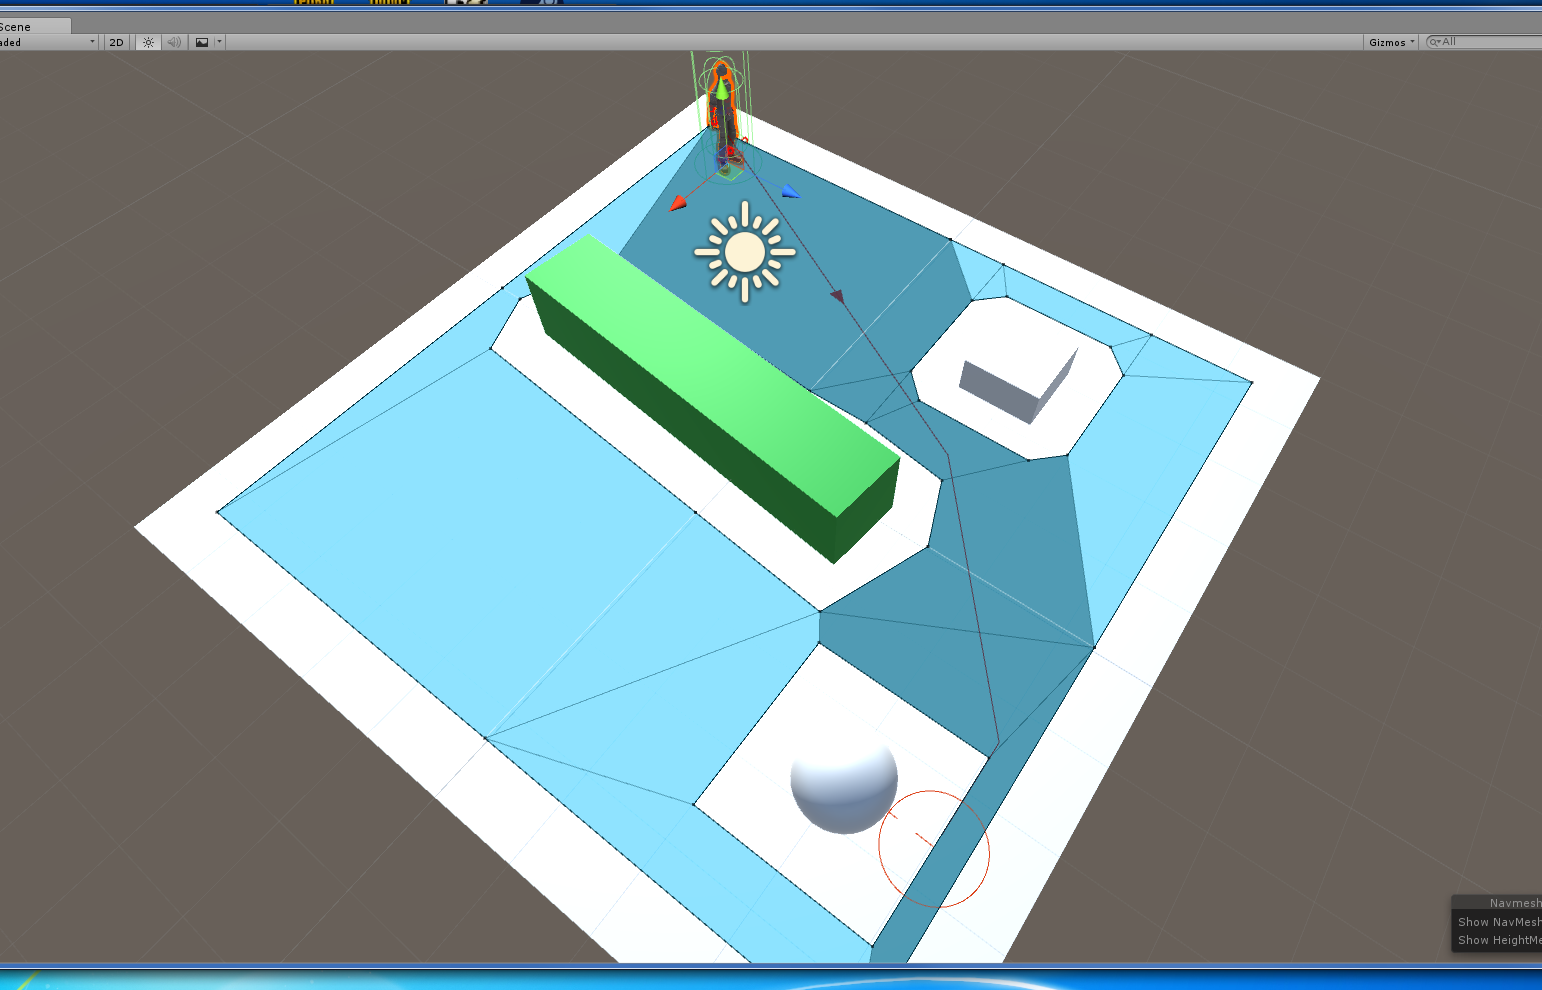 Scene
aded
2D
Gizmos
All
Navmesh
Show NavMesh
Show HeightMe